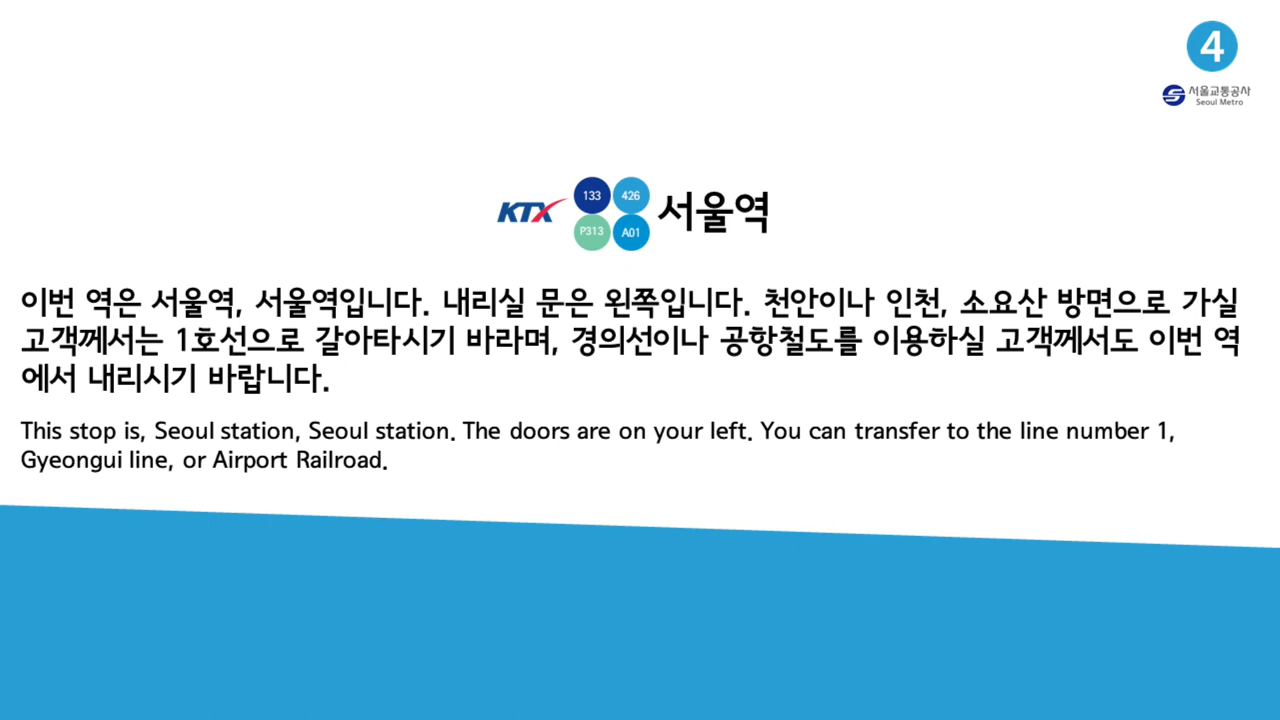 4
서울교통공사
Seoul Metro
KTX
133 426
서울역
P313 A01
이번 역은 서울역, 서울역입니다. 내리실 문은 왼쪽입니다. 천안이나 인천, 소요산 방면으로 가실
고객께서는 1호선으로 갈아타시기 바라며, 경의선이나 공항철도를 이용하실 고객께서도 이번 역
에서 내리시기 바랍니다.
This stop is, Seoul station, Seoul station. The doors are on your left. You can transfer to the line number 1,
Gyeongui line, or Airport Railroad.